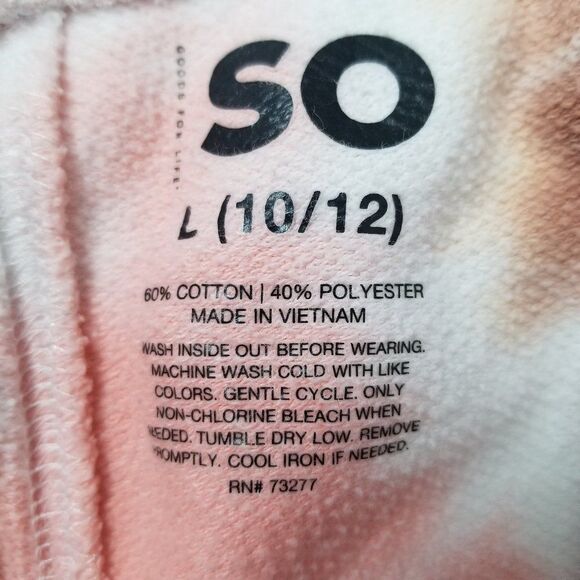 SO
GOODS FOR LIFE.
L (10/12)
60% COTTON | 40% POLYESTER
MADE IN VIETNAM
WASH INSIDE OUT BEFORE WEARING.
MACHINE WASH COLD WITH LIKE
COLORS. GENTLE CYCLE. ONLY
NON-CHLORINE BLEACH WHEN
NEEDED. TUMBLE DRY LOW. REMOVE
PROMPTLY. COOL IRON IF NEEDED.
RN# 73277